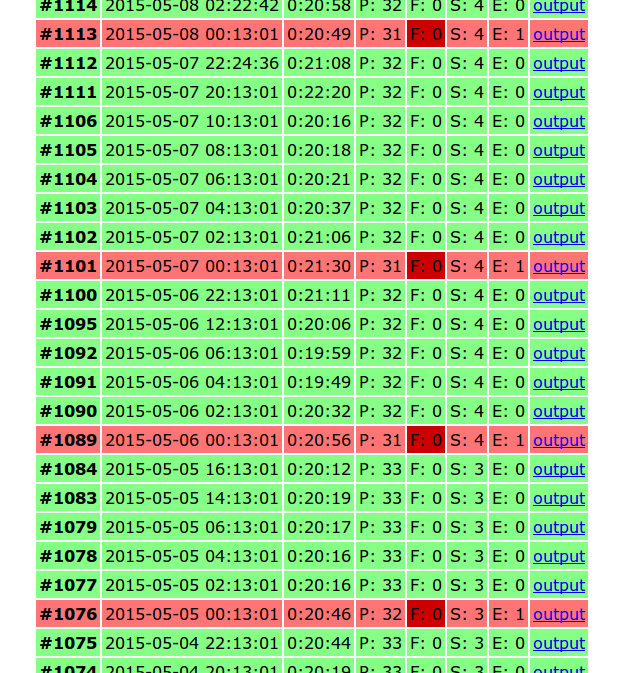 #1114 2015-05-08 02:22:42 0:20:58 P: 32 F: 0 S: 4 E: 0 output
#1113 2015-05-08 00:13:01 0:20:49 P: 31 F: 0 S: 4 E: 1 output
#1112 2015-05-07 22:24:36 0:21:08 P: 32 F: 0 S: 4 E: 0 output
#1111 2015-05-07 20:13:01 0:22:20 P: 32 F: 0 S: 4 E: 0 output
#1106 2015-05-07 10:13:01 0:20:16 P: 32 F: 0 S: 4 E: 0 output
#1105 2015-05-07 08:13:01 0:20:18 P: 32 F: 0 S: 4 E: 0 output
#1104 2015-05-07 06:13:01 0:20:21 P: 32 F: 0 S: 4 E: 0 output
#1103 2015-05-07 04:13:01 0:20:37 P: 32 F: 0 S: 4 E: 0 output
#1102 2015-05-07 02:13:01 0:21:06 P: 32 F: 0 S: 4 E: 0 output
#1101 2015-05-07 00:13:01 0:21:30 P: 31 F: 0 S: 4 E: 1 output
#1100 2015-05-06 22:13:01 0:21:11 P: 32 F: 0 S: 4 E: 0 output
#1095 2015-05-06 12:13:01 0:20:06 P: 32 F: 0 S: 4 E: 0 output
#1092 2015-05-06 06:13:01 0:19:59 P: 32 F: 0 S: 4 E: 0 output
#1091 2015-05-06 04:13:01 0:19:49 P: 32 F: 0 S: 4 E: 0 output
#1090 2015-05-06 02:13:01 0:20:32 P: 32 F: 0 S: 4 E: 0 output
#1089 2015-05-06 00:13:01 0:20:56 P: 31 F: 0 S: 4 E: 1 output
#1084 2015-05-05 16:13:01 0:20:12 P: 33 F: 0 S: 3 E: 0 output
#1083 2015-05-05 14:13:01 0:20:19 P: 33 F: 0 S: 3 E: 0 output
#1079 2015-05-05 06:13:01 0:20:17 P: 33 F: 0 S: 3 E: 0 output
#1078 2015-05-05 04:13:01 0:20:16 P: 33 F: 0 S: 3 E: 0 output
#1077 2015-05-05 02:13:01 0:20:16 P: 33 F: 0 S: 3 E: 0 output
#1076 2015-05-05 00:13:01 0:20:46 P: 32 F: 0 S: 3 E: 1 output
#1075 2015-05-04 22:13:01 0:20:44 P: 33 F: 0 S: 3 E: 0 output
#1074 2015-05-04 20:13:01 0:20:19 P: 33 F: 0 S: 3 E: 0 output